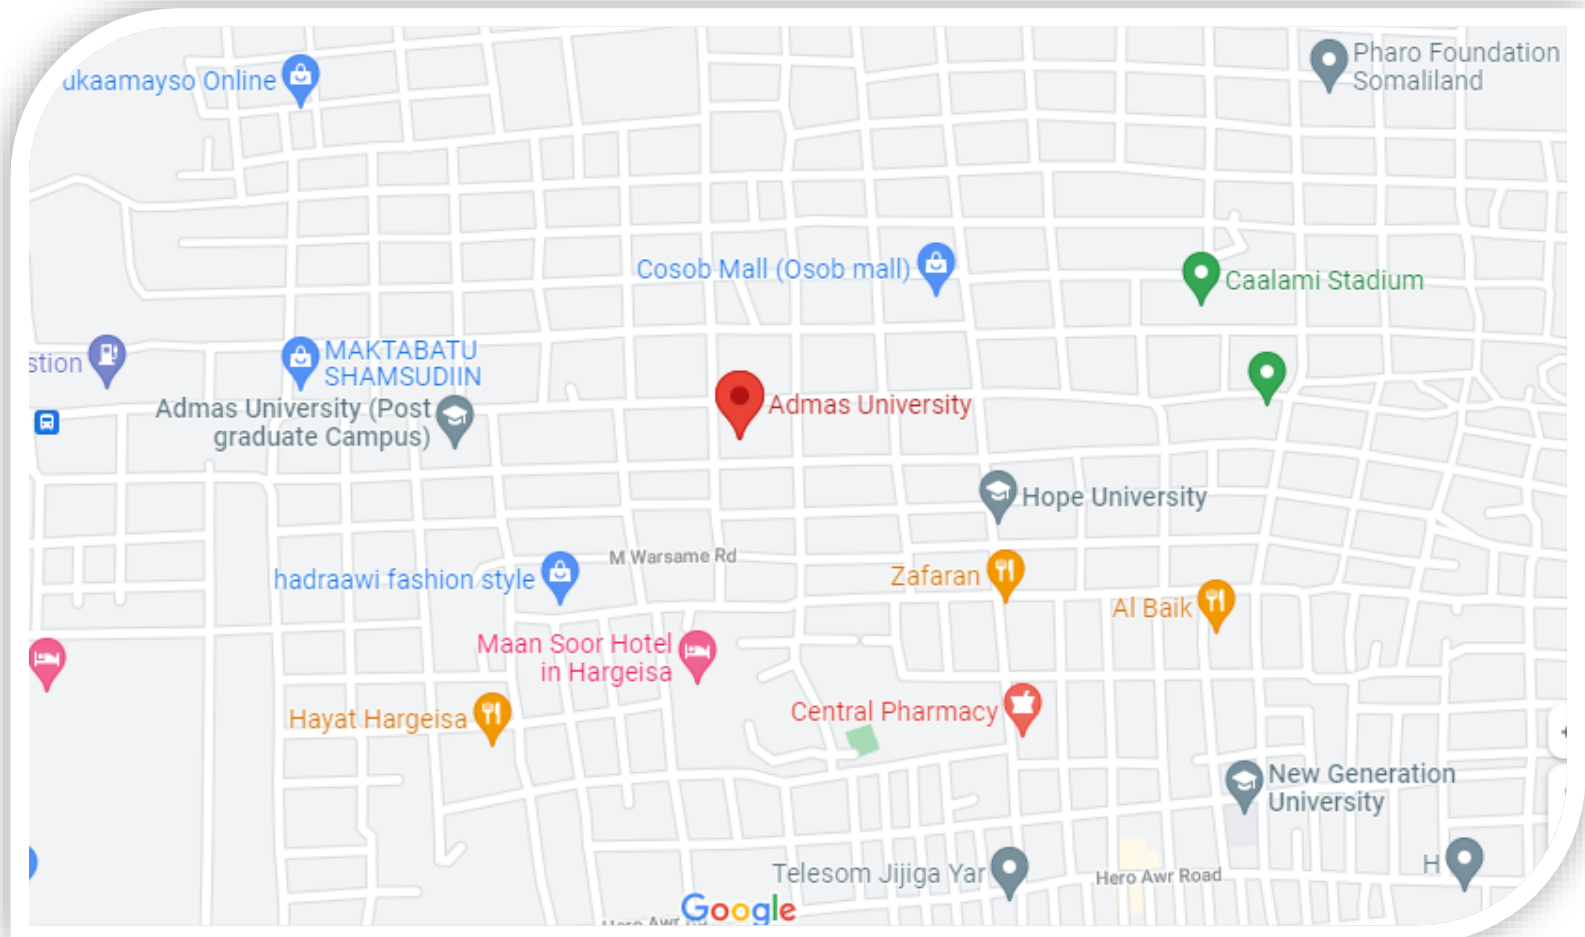 Pharo Foundation
Somaliland
ukaamayso Online
Cosob Mall (Osob mall)
Caalami Stadium
stion
MAKTABATU
SHAMSUDIIN
Admas University (Post
graduate Campus)
Admas University
Hope University
M Warsame Rd
hadraawi fashion style
Zafaran
Al Baik
Maan Soor Hotel
in Hargeisa
Hayat Hargeisa
Central Pharmacy
New Generation
University
Telesom Jijiga Yar
Hero Awr Road
H
Google
Hero Awr